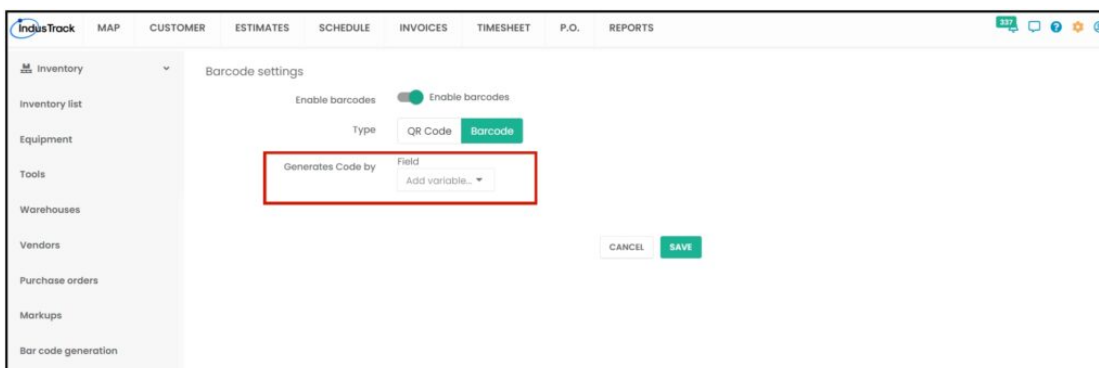 IndusTrack MAP CUSTOMER ESTIMATES SCHEDULE INVOICES TIMESHEET P.O. REPORTS 337
Inventory
Inventory list
Equipment
Tools
Warehouses
Vendors
Purchase orders
Markups
Bar code generation
Barcode settings
Enable barcodes Enable barcodes
Type QR Code Barcode
Generates Code by Field
Add variable...
CANCEL SAVE